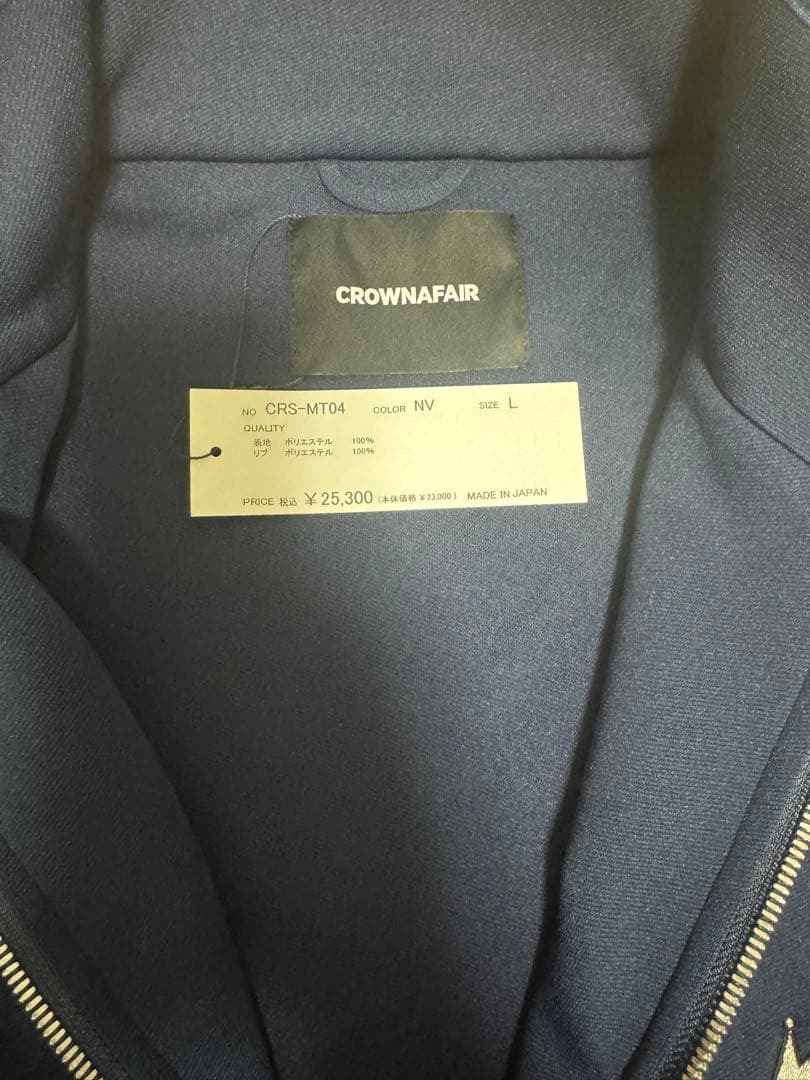 CROWNAFAIR
NO CRS-MT04 COLOR NV SIZE L
QUALITY
表地 ポリエステル 100%
リブ ポリエステル 100%
PRICE 税込 ¥25,300 (本体価格 ¥23,000) MADE IN JAPAN